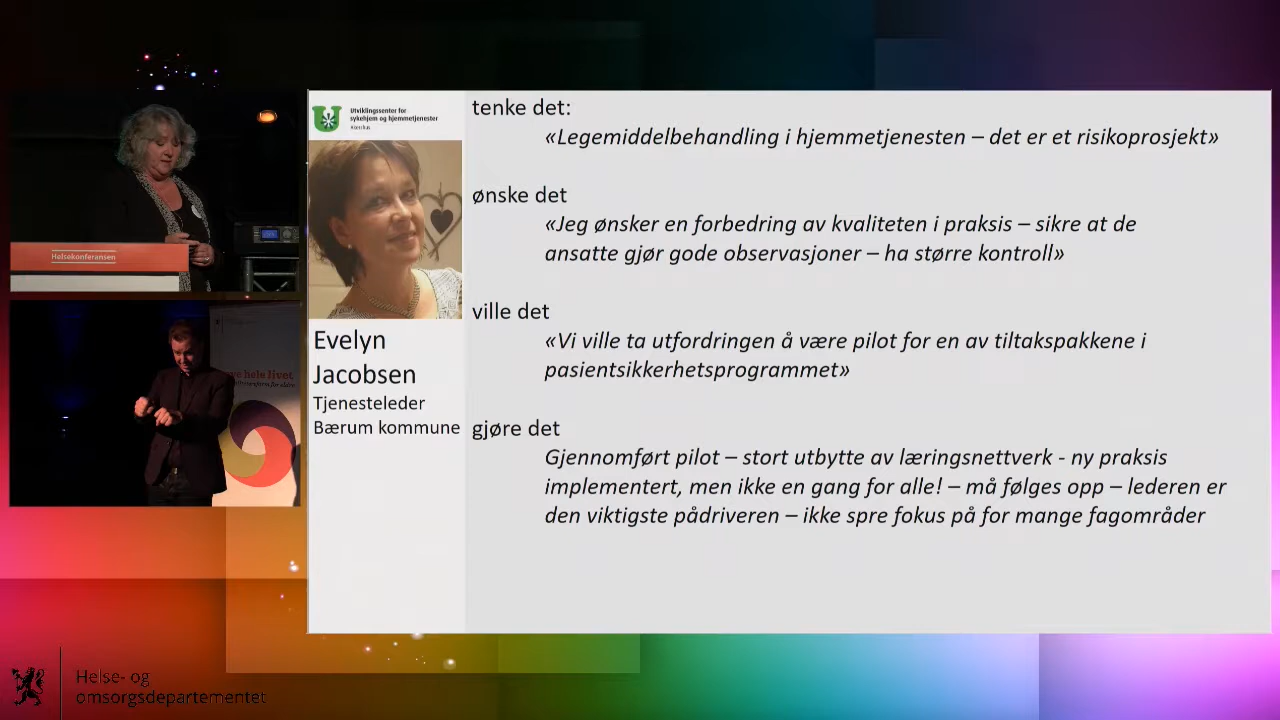 Utviklingssenter for
sykehjem og hjemmetjenester
Akershus
tenke det:
«Legemiddelbehandling i hjemmetjenesten – det er et risikoprosjekt»
ønske det
«Jeg ønsker en forbedring av kvaliteten i praksis – sikre at de
ansatte gjør gode observasjoner – ha større kontroll»
ville det
«Vi ville ta utfordringen å være pilot for en av tiltakspakkene i
pasientsikkerhetsprogrammet»
gjøre det
Gjennomført pilot – stort utbytte av læringsnettverk - ny praksis
implementert, men ikke en gang for alle! – må følges opp – lederen er
den viktigste pådriveren – ikke spre fokus på for mange fagområder
Evelyn
Jacobsen
Tjenesteleder
Bærum kommune
Helsekonferansen
hele livet
Helse- og
omsorgsdepartementet